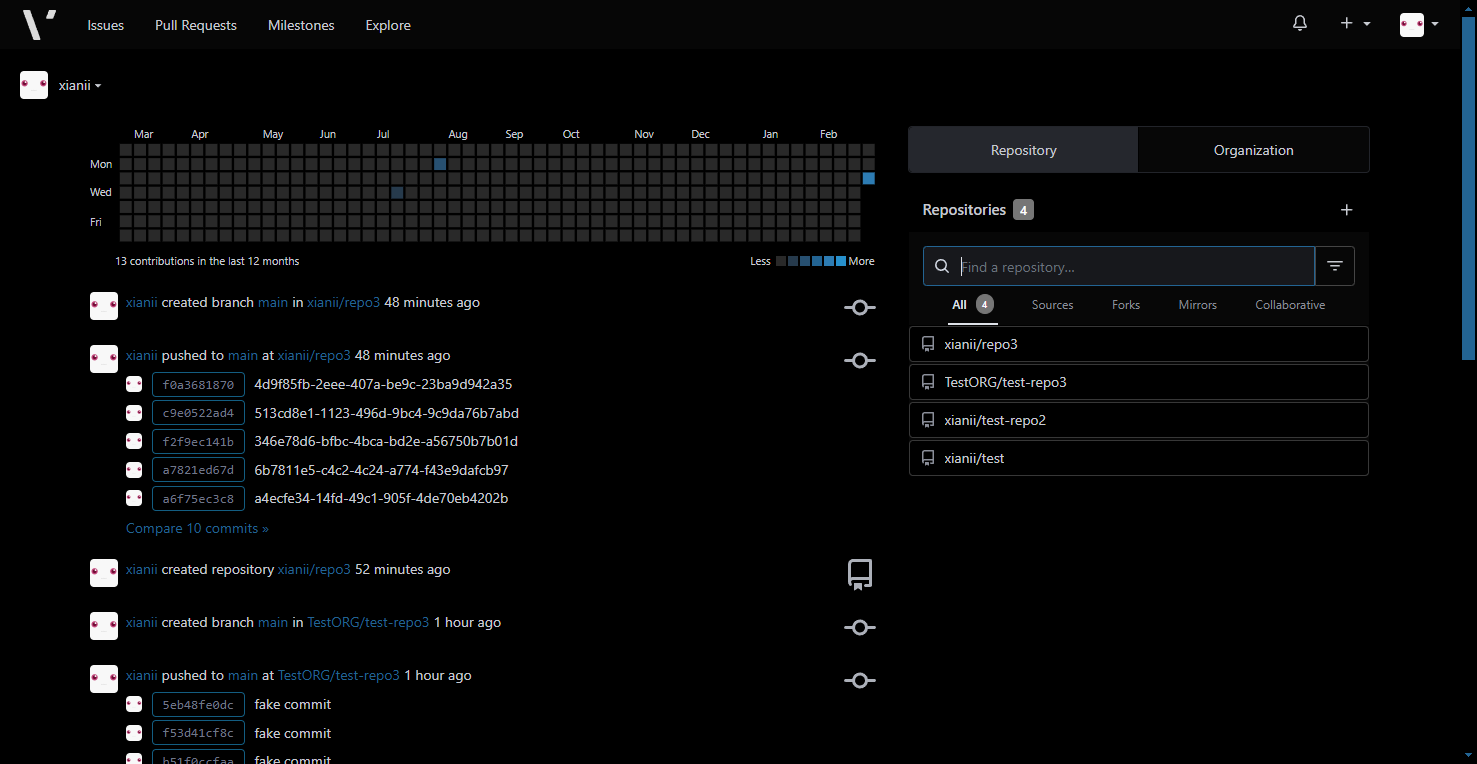 Issues Pull Requests Milestones Explore
xianii
Mar Apr May Jun Jul Aug Sep Oct Nov Dec Jan Feb
Mon
Wed
Fri
13 contributions in the last 12 months
Less More
xianii created branch main in xianii/repo3 48 minutes ago
xianii pushed to main at xianii/repo3 48 minutes ago
f0a3681870 4d9f85fb-2eee-407a-be9c-23ba9d942a35
c9e0522ad4 513cd8e1-1123-496d-9bc4-9c9da76b7abd
f2f9ec141b 346e78d6-bfbc-4bca-bd2e-a56750b7b01d
a7821ed67d 6b7811e5-c4c2-4c24-a774-f43e9dafcb97
a6f75ec3c8 a4ecfe34-14fd-49c1-905f-4de70eb4202b
Compare 10 commits »
xianii created repository xianii/repo3 52 minutes ago
xianii created branch main in TestORG/test-repo3 1 hour ago
xianii pushed to main at TestORG/test-repo3 1 hour ago
5eb48fe0dc fake commit
f53d41cf8c fake commit
b51f0ccfaa fake commit
Repository Organization
Repositories 4
Find a repository...
All 4 Sources Forks Mirrors Collaborative
xianii/repo3
TestORG/test-repo3
xianii/test-repo2
xianii/test